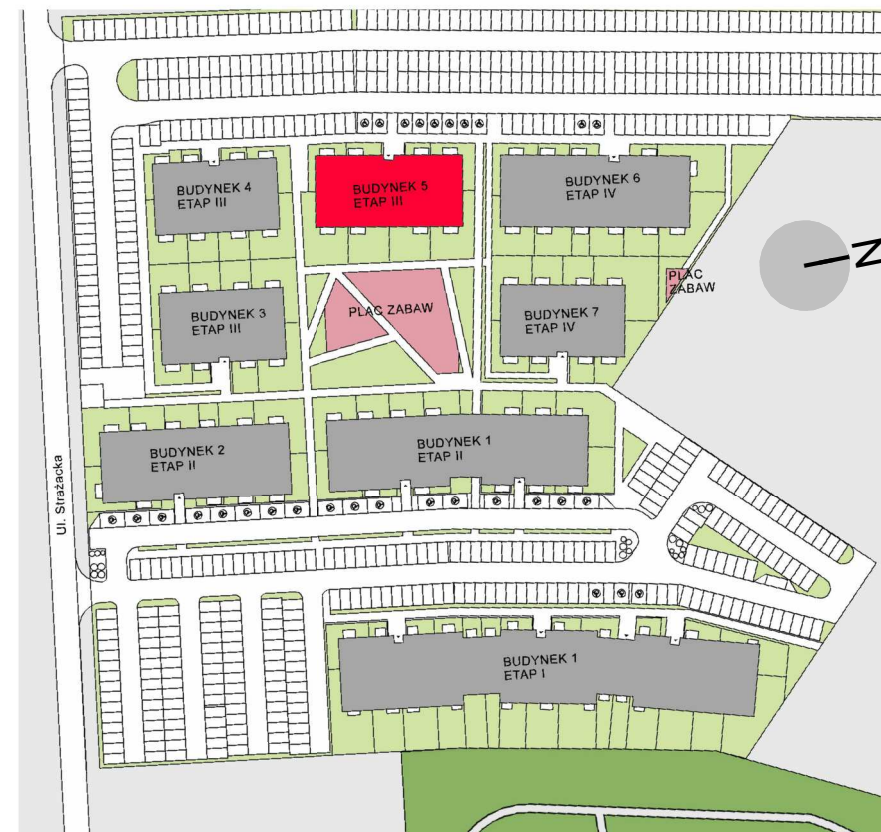 BUDYNEK 4
ETAP III
BUDYNEK 5
ETAP III
BUDYNEK 6
ETAP IV
N
PLAC
ZABAW
BUDYNEK 3
ETAP III
PLAC ZABAW
BUDYNEK 7
ETAP IV
BUDYNEK 2
ETAP II
BUDYNEK 1
ETAP II
Ul. Strażacka
BUDYNEK 1
ETAP I